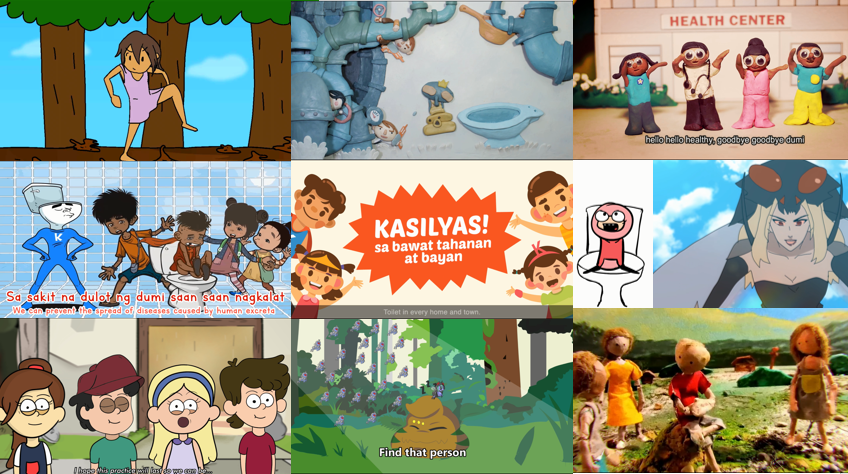 HEALTH CENTER
hello hello healthy, goodbye goodbye dumi
K
Sa sakit na dulot ng dumi saan saan nagkalat
We can prevent the spread of diseases caused by human excreta
KASILYAS!
sa bawat tahanan
at bayan
Toilet in every home and town.
I hope this practice will last so we can be...
Find that person